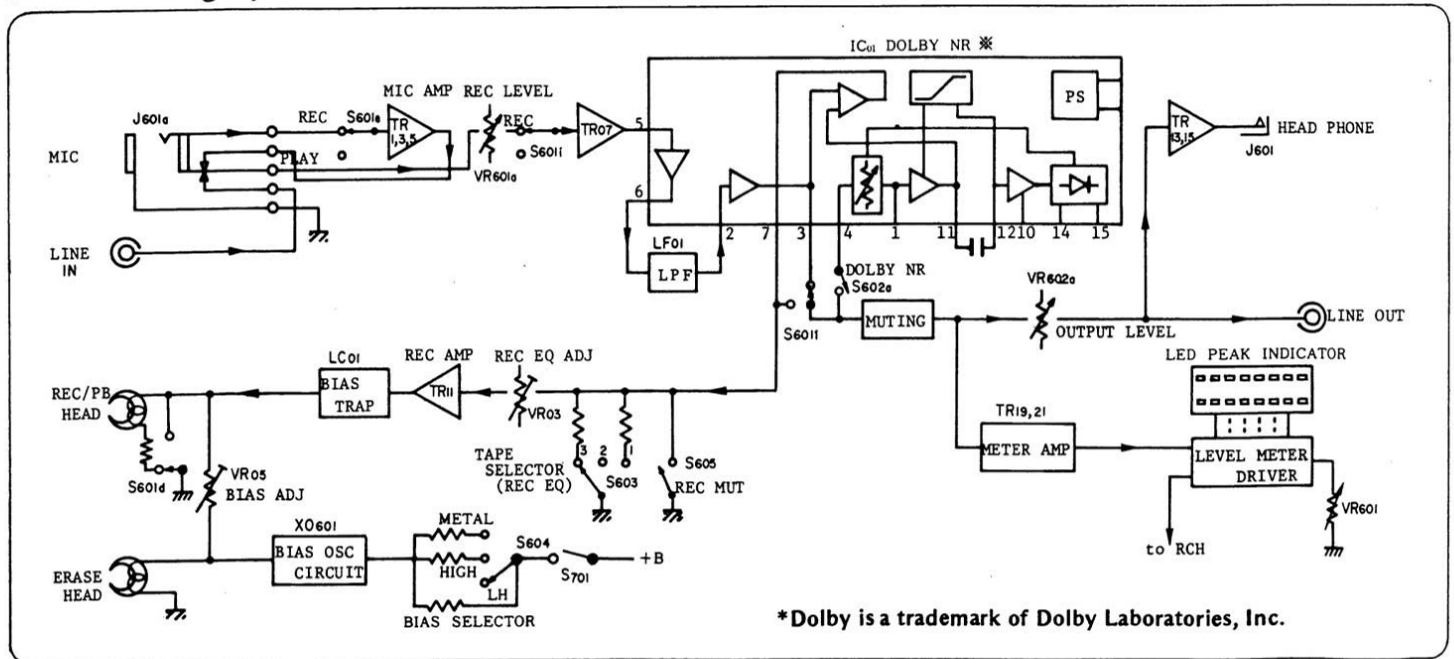 IC01 DOLBY NR ※
MIC AMP REC LEVEL
J601a
REC
S601a
TR
1,3,5
REC
S601i
TR07
5
PS
TR
13,15
HEAD PHONE
J601
MIC
PLAY
VR601a
6
2
7
3
4
1
11
12
10
14
15
LINE
IN
LF01
LPF
DOLBY NR
S602a
S6011
MUTING
VR602a
OUTPUT LEVEL
LINE OUT
LED PEAK INDICATOR
REC/PB
HEAD
LC01
BIAS
TRAP
REC AMP
TR11
REC EQ ADJ
VR03
TR19,21
METER AMP
LEVEL METER
DRIVER
VR601
to RCH
S601d
VR05
BIAS ADJ
TAPE
SELECTOR
(REC EQ)
3
2
1
S603
S605
REC MUT
XO601
BIAS OSC
CIRCUIT
METAL
HIGH
LH
S604
S701
+B
BIAS SELECTOR
ERASE
HEAD
*Dolby is a trademark of Dolby Laboratories, Inc.